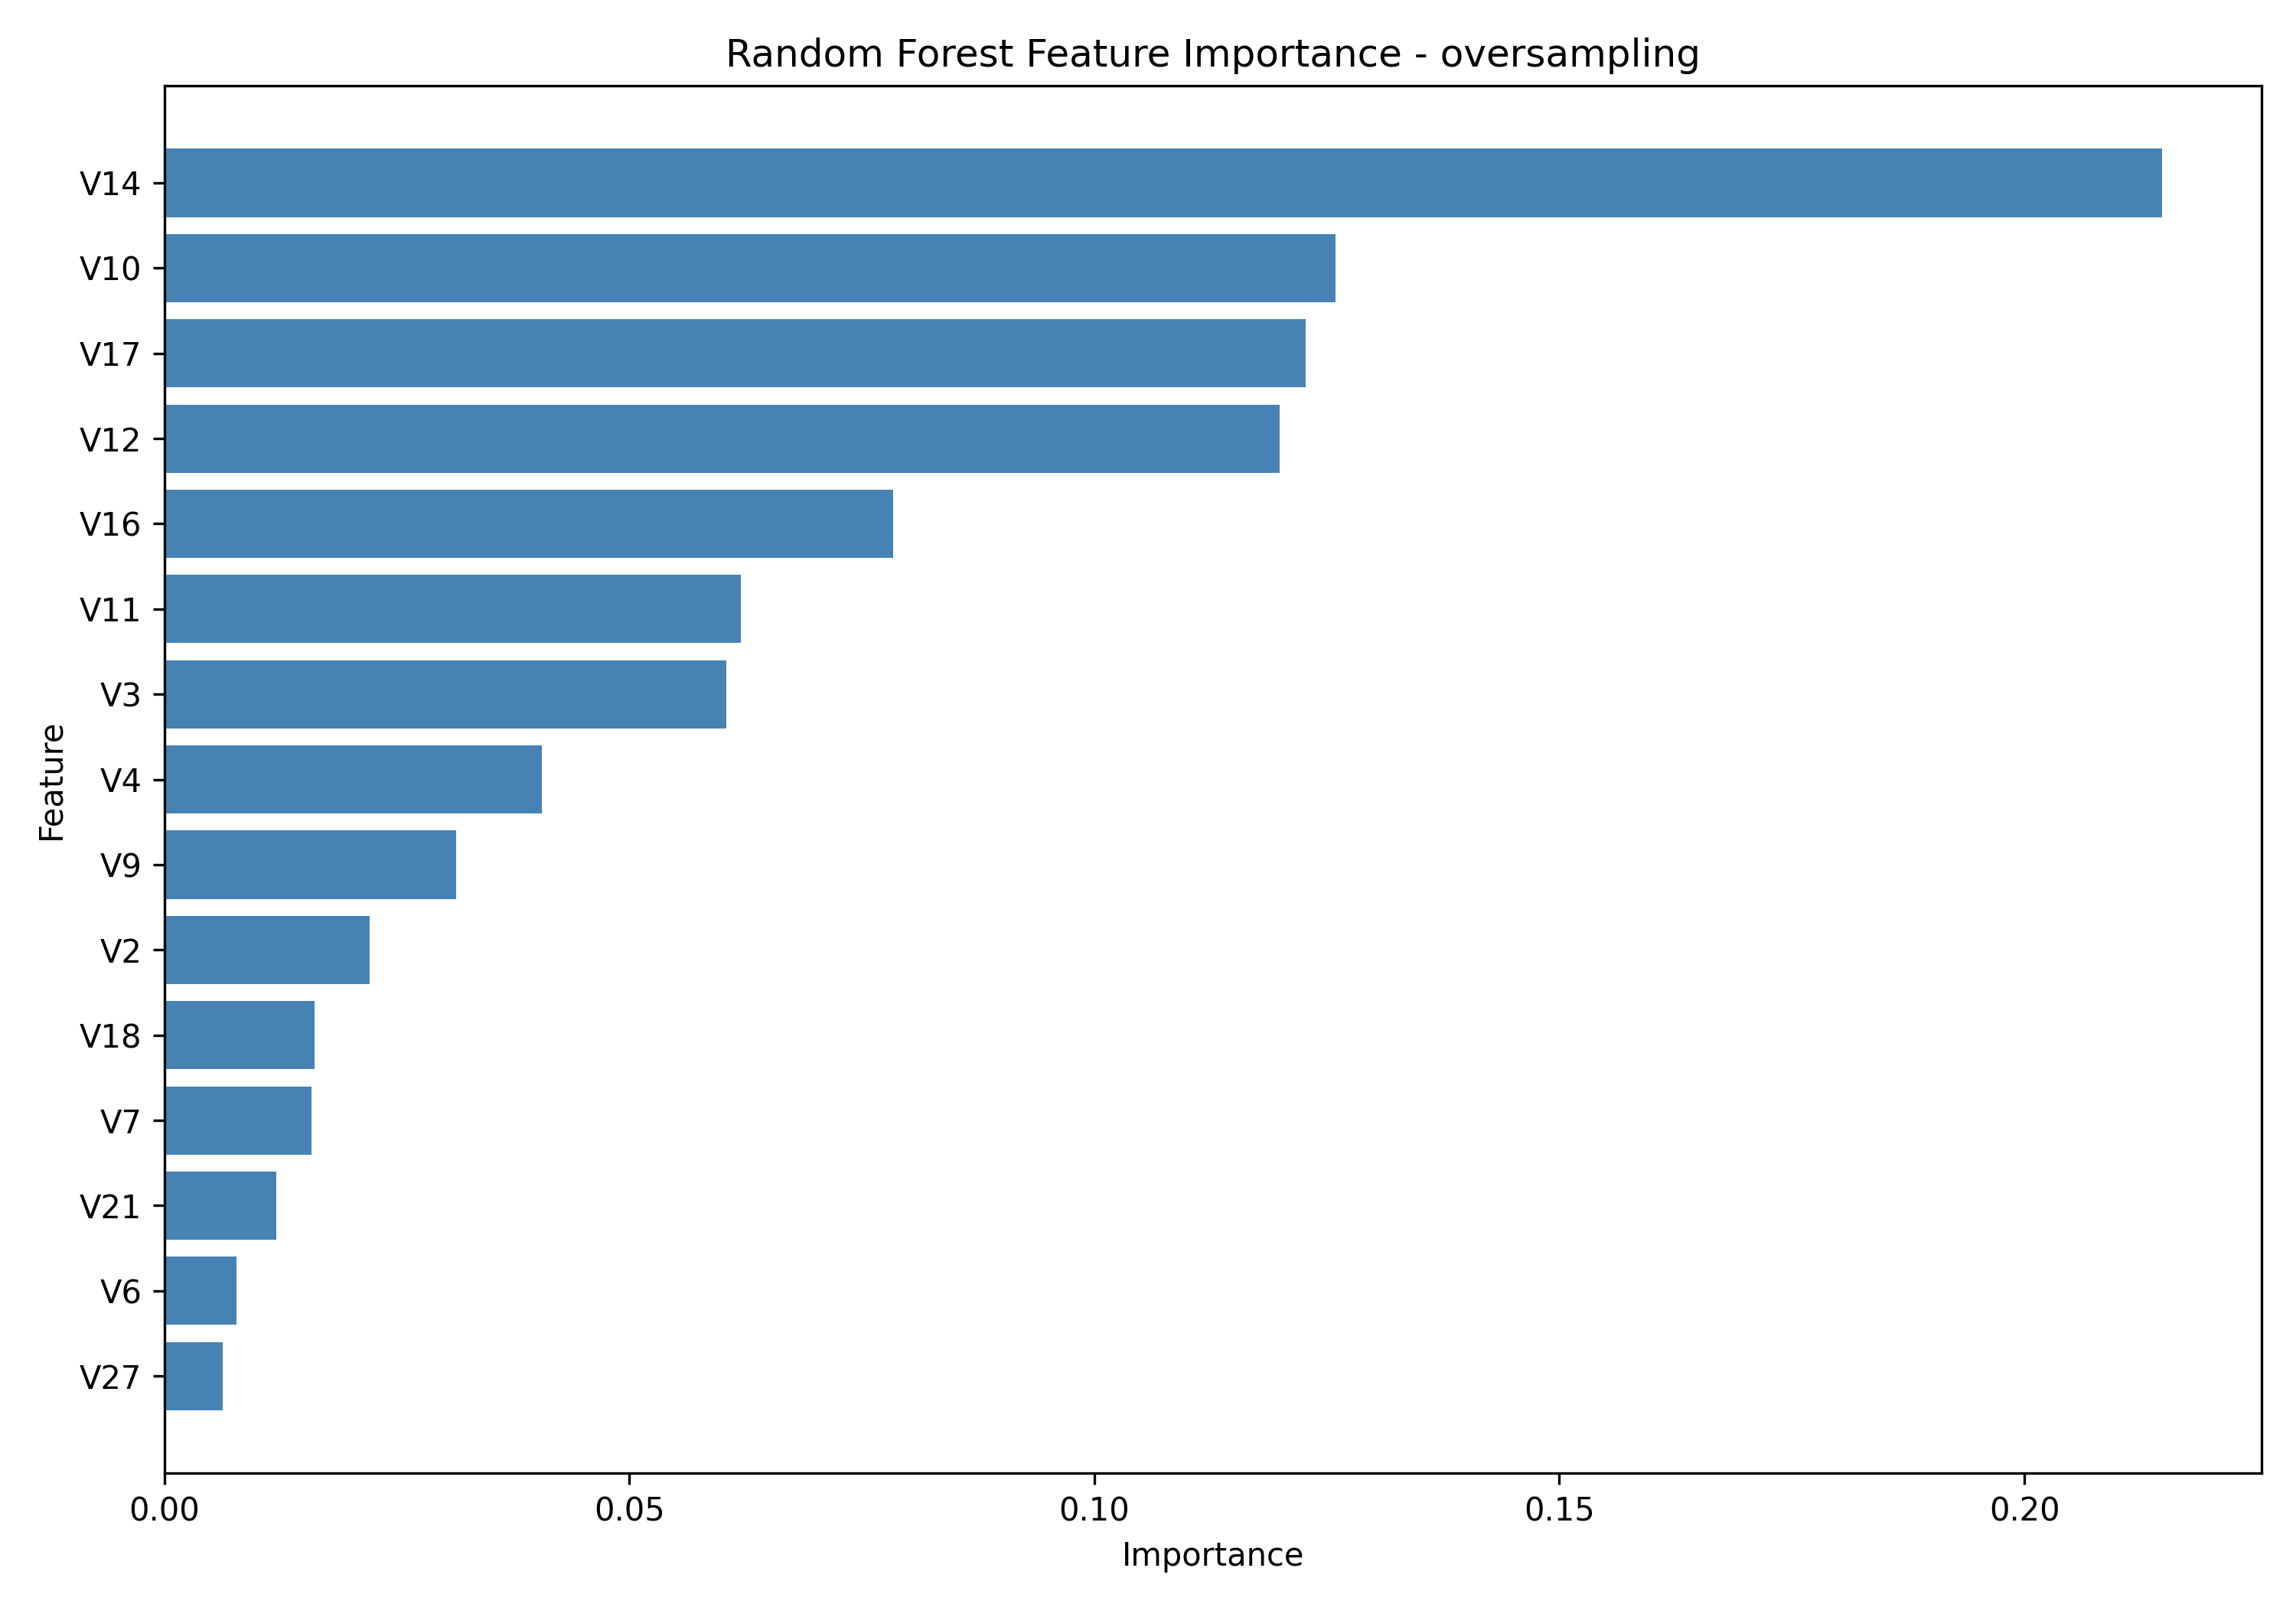 Random Forest Feature Importance - oversampling
V14
V10
V17
V12
V16
V11
V3
V4
V9
V2
V18
V7
V21
V6
V27
Feature
0.00 0.05 0.10 0.15 0.20
Importance